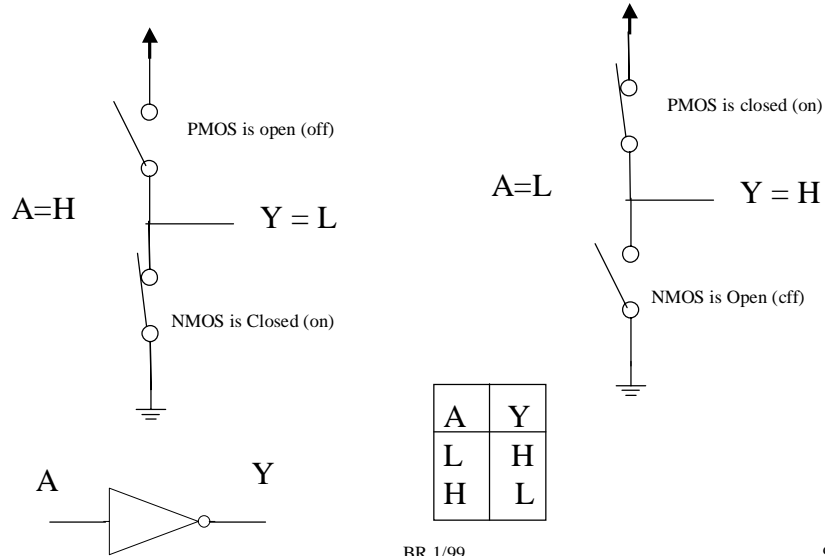 PMOS is open (off)
A=H
Y = L
NMOS is Closed (on)
PMOS is closed (on)
A=L
Y = H
NMOS is Open (cff)
A Y
L H
H L
A Y
BR 1/99